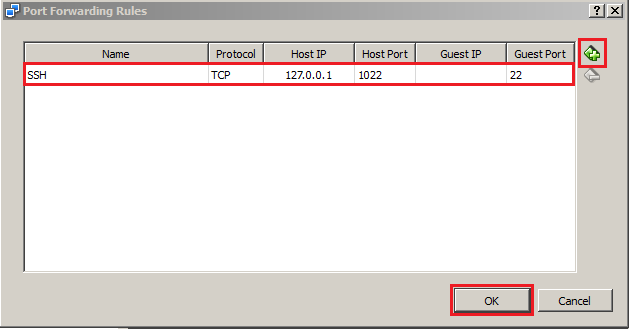 Port Forwarding Rules
Name Protocol Host IP Host Port Guest IP Guest Port
SSH TCP 127.0.0.1 1022 22
OK Cancel